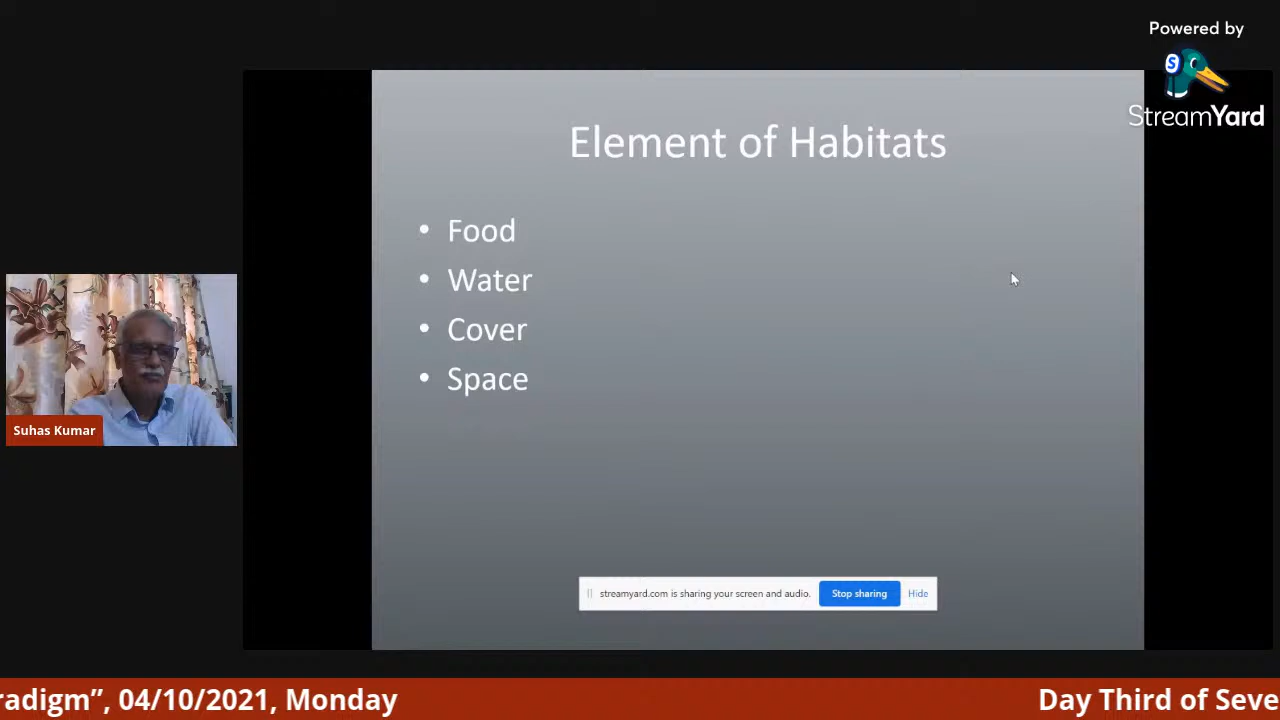 Powered by
StreamYard
Element of Habitats
• Food
• Water
• Cover
• Space
Suhas Kumar
streamyard.com is sharing your screen and audio. Stop sharing Hide
radigm”, 04/10/2021, Monday Day Third of Seve